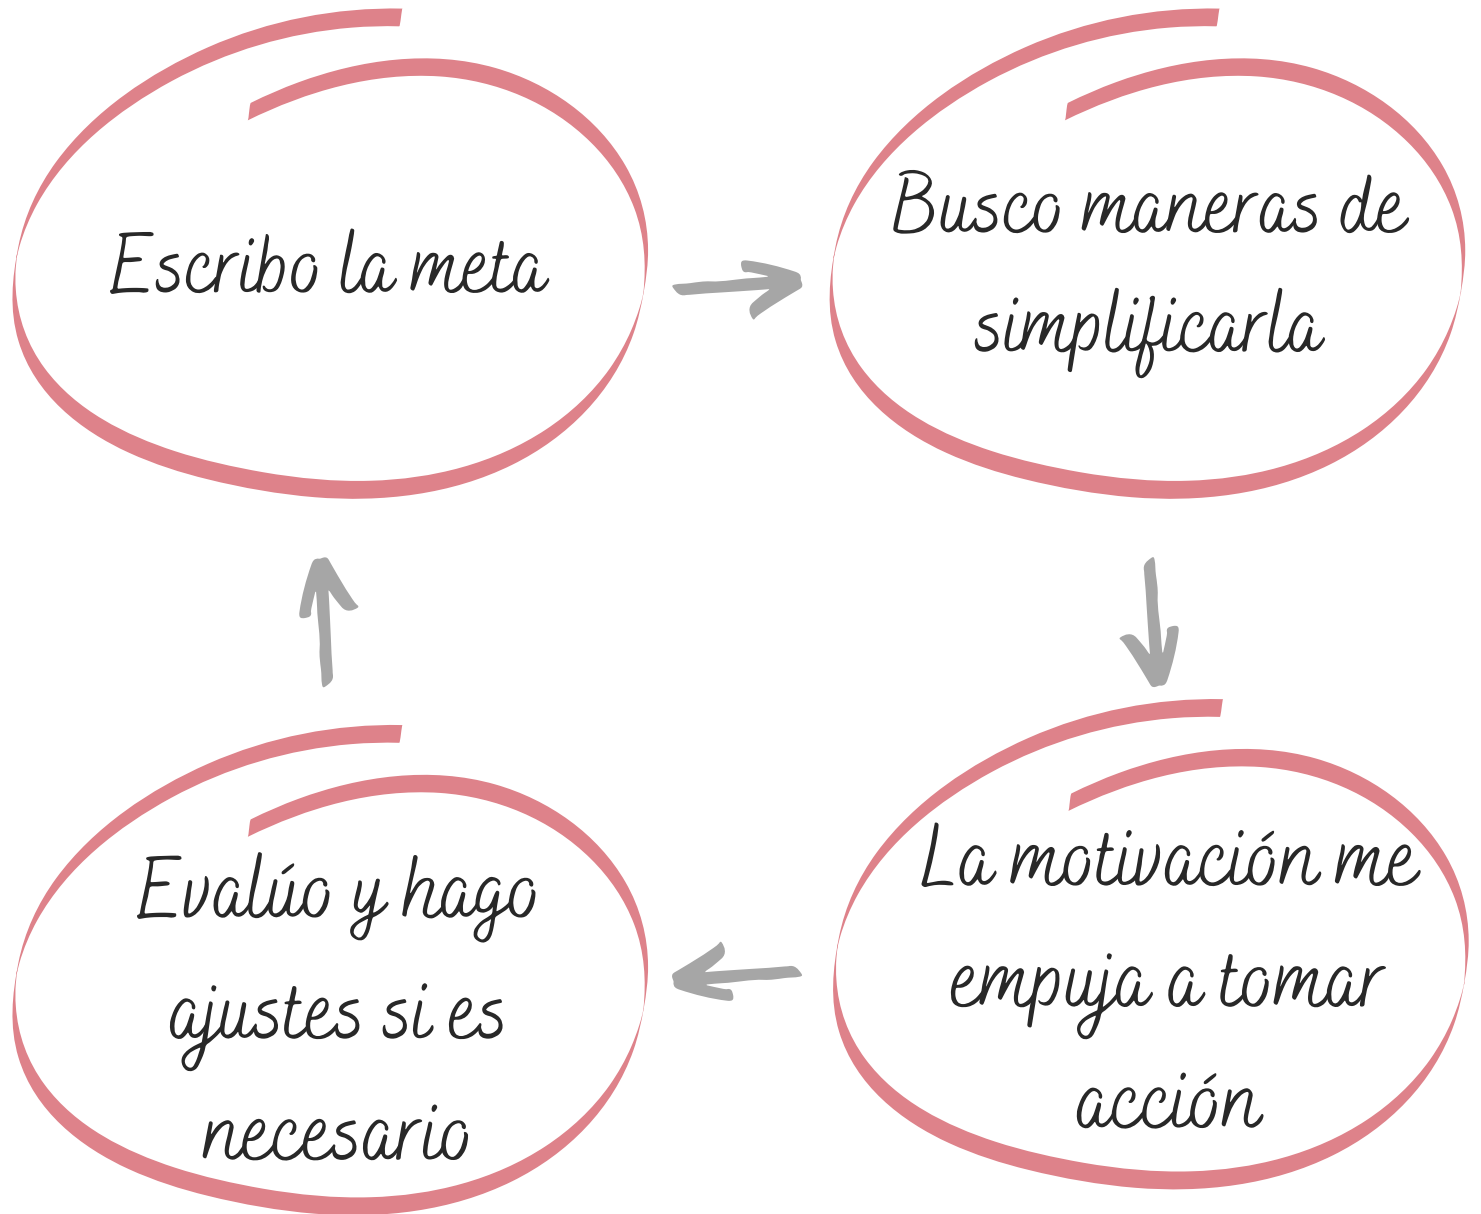 Escribo la meta
Busco maneras de
simplificarla
La motivación me
empuja a tomar
acción
Evalúo y hago
ajustes si es
necesario